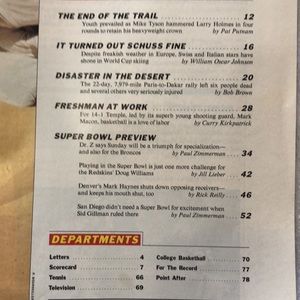 THE END OF THE TRAIL 12
Youth prevailed as Mike Tyson hammered Larry Holmes in four
rounds to retain his heavyweight crown by Pat Putnam
IT TURNED OUT SCHUSS FINE 16
Despite freakish weather in Europe, Swiss and Italian stars have
shone in World Cup skiing by William Oscar Johnson
DISASTER IN THE DESERT 20
The 22-day, 7,979-mile Paris-to-Dakar rally left six people
dead and several others very seriously injured by Bob Brown
FRESHMAN AT WORK 28
For 14-1 Temple, led by its superb young shooting guard, Mark
Macon, basketball is a love of labor by Curry Kirkpatrick
SUPER BOWL PREVIEW
Dr. Z says Sunday will be a triumph for specialization—
and also for the Broncos by Paul Zimmerman 34
Playing in the Super Bowl is just one more challenge for
the Redskins' Doug Williams by Jill Lieber 42
Denver's Mark Haynes shuts down opposing receivers—
and keeps his mouth shut, too by Rick Reilly 46
San Diego didn't need a Super Bowl for excitement when
Sid Gillman ruled there by Paul Zimmerman 52
DEPARTMENTS
Letters 4 College Basketball 70
Scorecard 7 For The Record 77
Tennis 66 Point After 78
Television 69